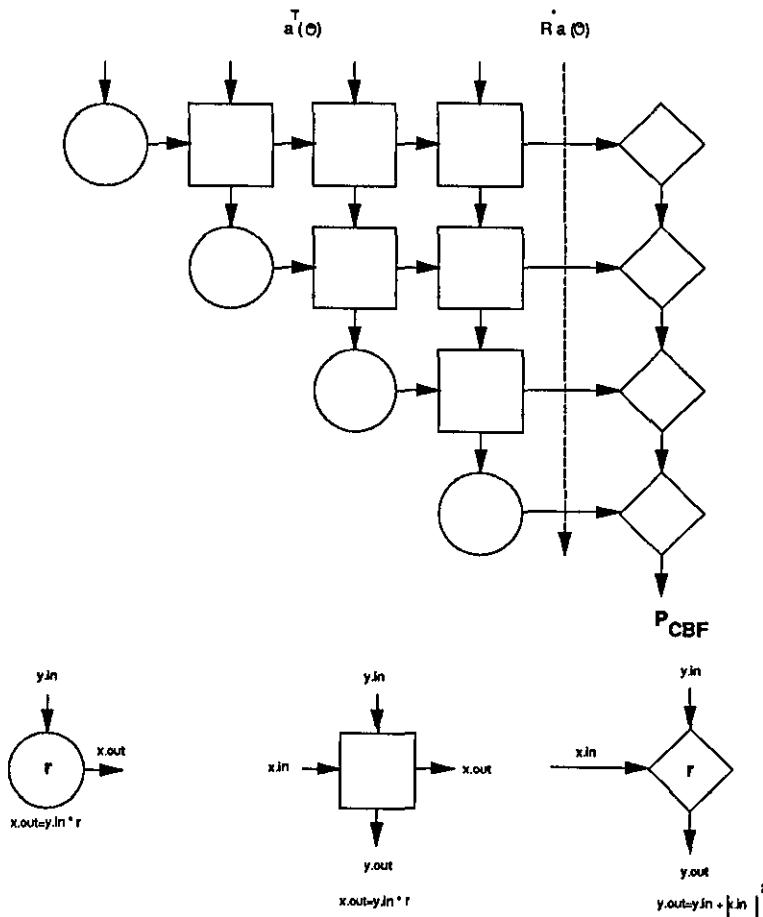 a^T(Θ)
R a^*(Θ)
P_CBF
y.in
x.out
r
x.out=y.in * r
y.in
x.in
x.out
y.out
x.out=y.in * r
y.in
x.in
r
y.out
y.out=y.in + |x.in|^2